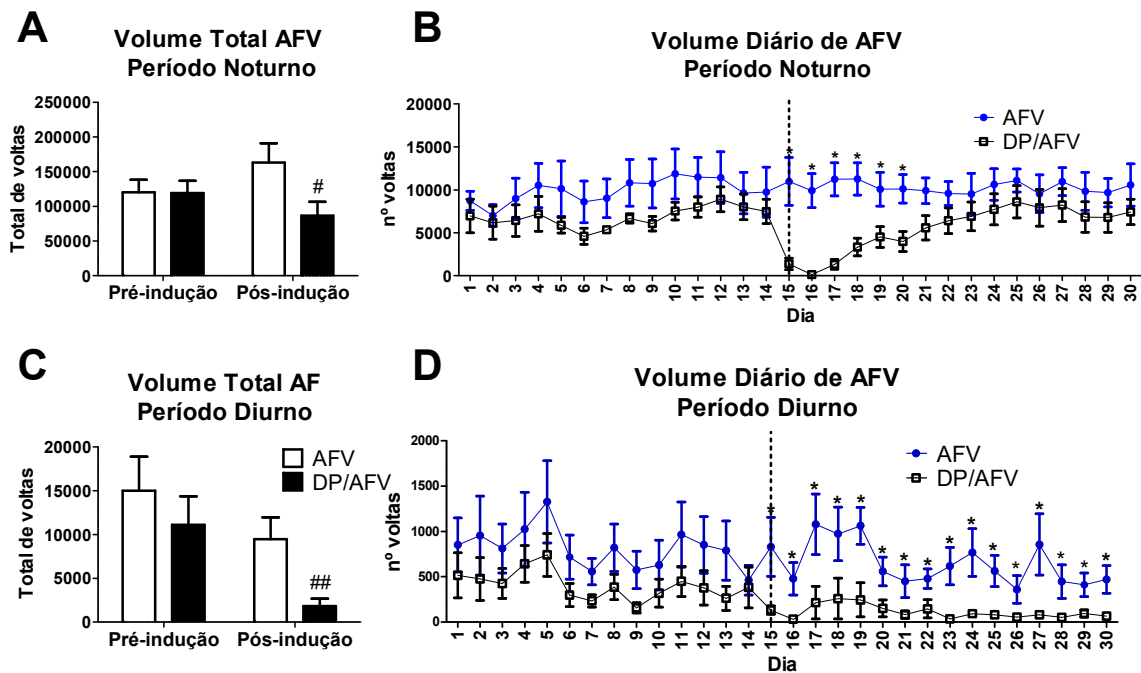 A
Volume Total AFV
Período Noturno
Total de voltas
250000
200000
150000
100000
50000
0
#
Pré-indução Pós-indução
B
Volume Diário de AFV
Período Noturno
nº voltas
20000
15000
10000
5000
0
AFV
DP/AFV
* * * * * *
1 2 3 4 5 6 7 8 9 10 11 12 13 14 15 16 17 18 19 20 21 22 23 24 25 26 27 28 29 30
Dia
C
Volume Total AF
Período Diurno
Total de voltas
20000
15000
10000
5000
0
AFV
DP/AFV
##
Pré-indução Pós-indução
D
Volume Diário de AFV
Período Diurno
nº voltas
2000
1500
1000
500
0
AFV
DP/AFV
* * * * * * * * * * * * * * * *
1 2 3 4 5 6 7 8 9 10 11 12 13 14 15 16 17 18 19 20 21 22 23 24 25 26 27 28 29 30
Dia